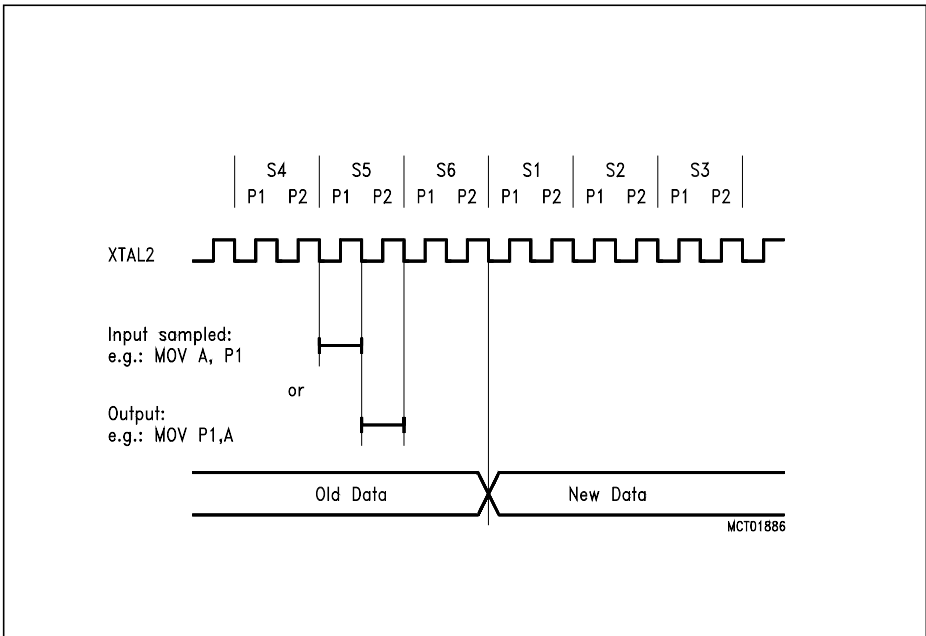 S4 S5 S6 S1 S2 S3
P1 P2 P1 P2 P1 P2 P1 P2 P1 P2 P1 P2
XTAL2
Input sampled:
e.g.: MOV A, P1
or
Output:
e.g.: MOV P1,A
Old Data New Data
MCT01886